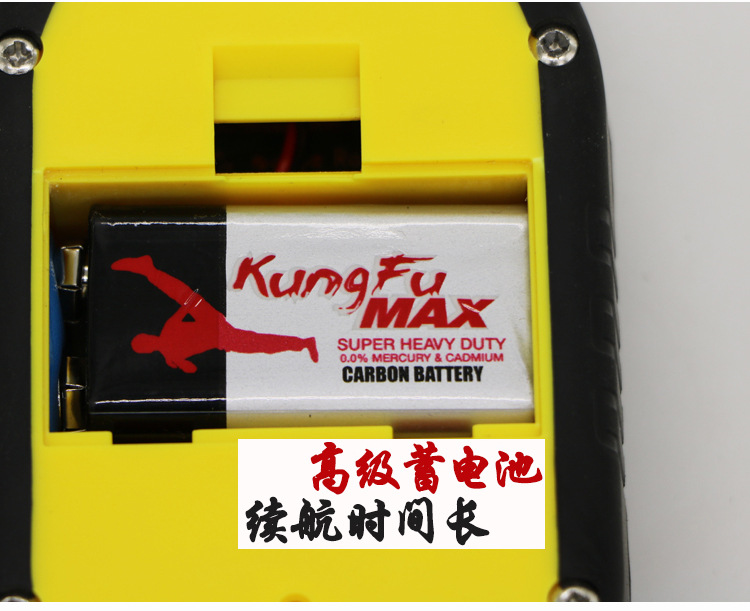 KungFu
MAX
SUPER HEAVY DUTY
0.0% MERCURY & CADMIUM
CARBON BATTERY
高级蓄电池
续航时间长